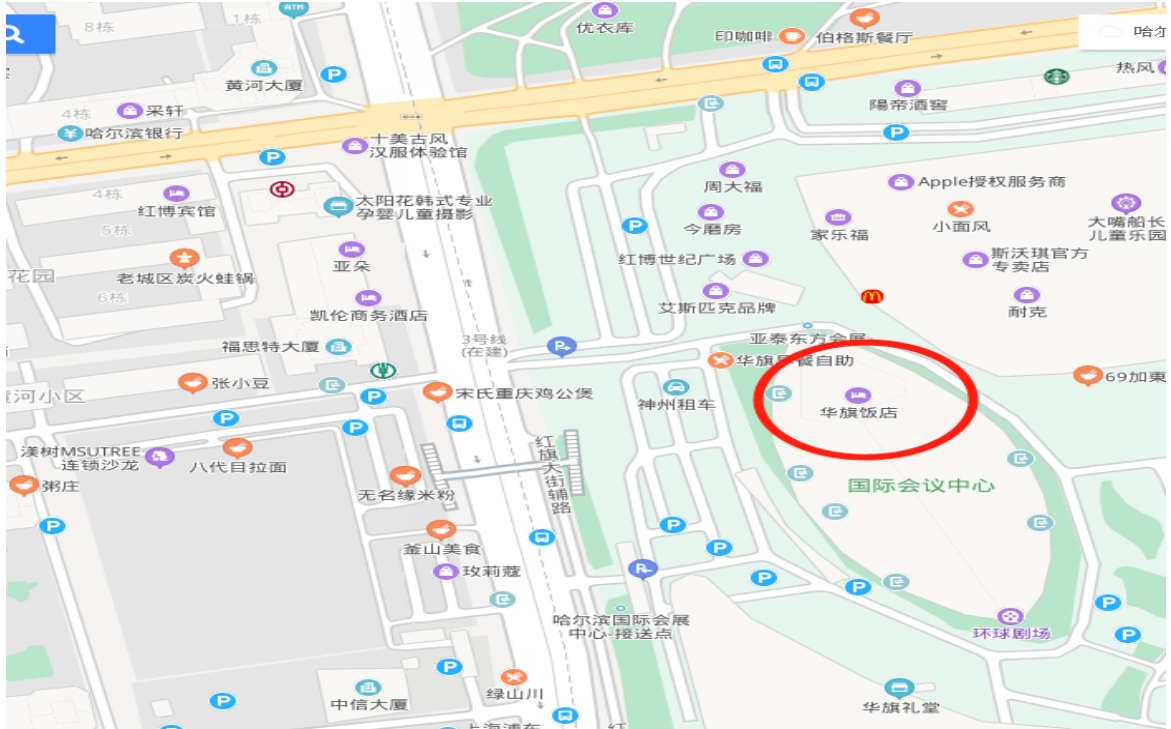 8栋
1栋
ATM
优衣库
印咖啡
伯格斯餐厅
哈尔
黄河大厦
P
热风
4栋
采轩
陽帝酒窖
哈尔滨银行
P
十美古风
汉服体验馆
P
4栋
红博宾馆
太阳花韩式专业
孕婴儿童摄影
周大福
Apple授权服务商
5栋
P
今磨房
家乐福
小面风
大嘴船长
儿童乐园
花园
老城区炭火蛙锅
亚朵
红博世纪广场
斯沃琪官方
专卖店
6栋
凯伦商务酒店
艾斯匹克品牌
耐克
福思特大厦
3号线
(在建)
P
亚泰东方会展
华旗早餐自助
河小区
张小豆
P
宋氏重庆鸡公煲
神州租车
华旗饭店
69加東
P
P
渼树MSUTREE
连锁沙龙
八代目拉面
红旗大街辅路
国际会议中心
粥庄
无名缘米粉
P
P
釜山美食
P
玫莉蔻
P
P
P
哈尔滨国际会展
中心-接送点
环球剧场
P
P
绿山川
P
中信大厦
华旗礼堂
上海浦东
红